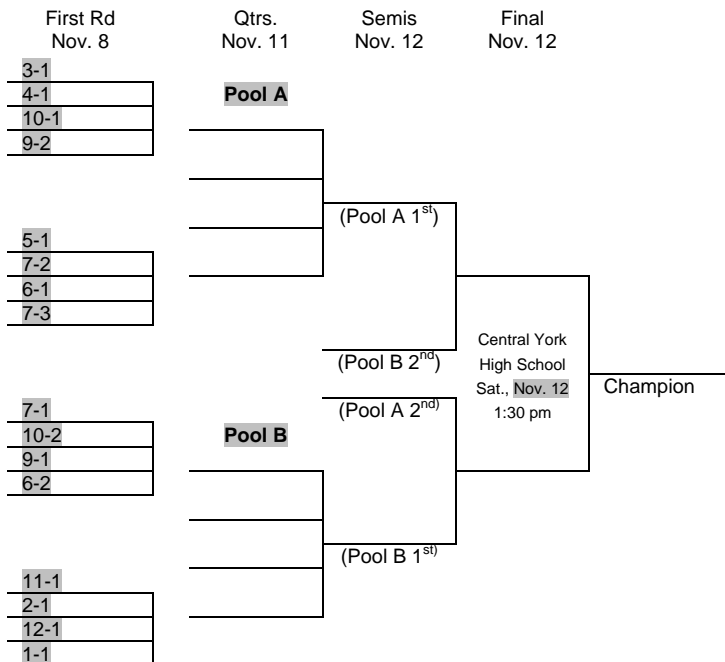 First Rd Qtrs. Semis Final
Nov. 8 Nov. 11 Nov. 12 Nov. 12
3-1
4-1 Pool A
10-1
9-2
(Pool A 1st)
5-1
7-2
6-1
7-3
Central York
(Pool B 2nd) High School
Sat., Nov. 12 Champion
7-1 (Pool A 2nd) 1:30 pm
10-2 Pool B
9-1
6-2
(Pool B 1st)
11-1
2-1
12-1
1-1